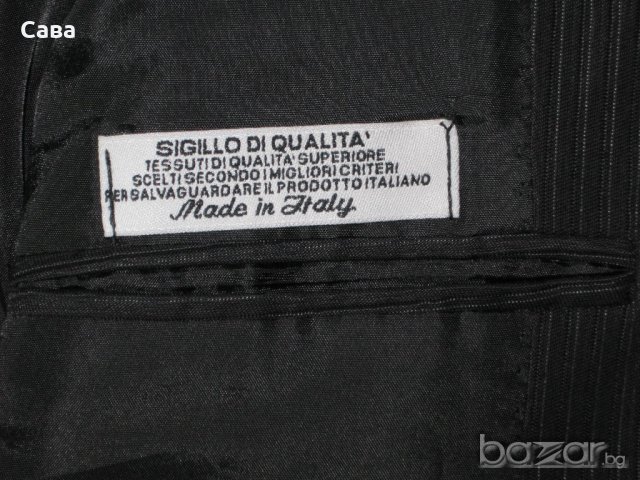 Сава
SIGILLO DI QUALITA'
TESSUTI DI QUALITA' SUPERIORE
SCELTI SECONDO I MIGLIORI CRITERI
PER SALVAGUARDARE IL PRODOTTO ITALIANO
Made in Italy
bazar.bg